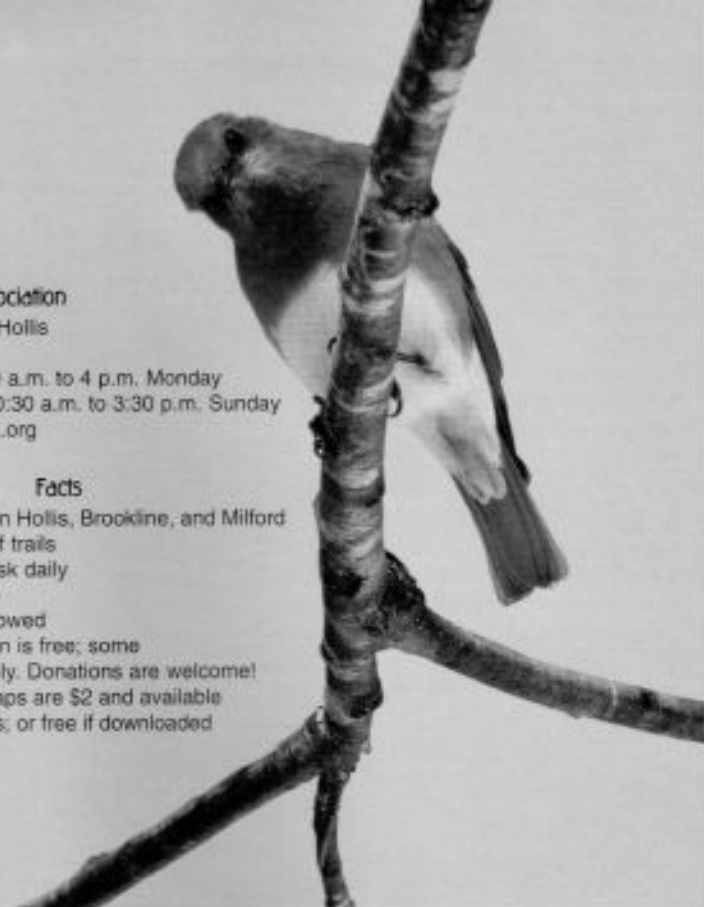 ociation
Hollis
a.m. to 4 p.m. Monday
0:30 a.m. to 3:30 p.m. Sunday
.org
Facts
n Hollis, Brookline, and Milford
f trails
sk daily
owed
n is free; some
ly. Donations are welcome!
aps are $2 and available
s; or free if downloaded